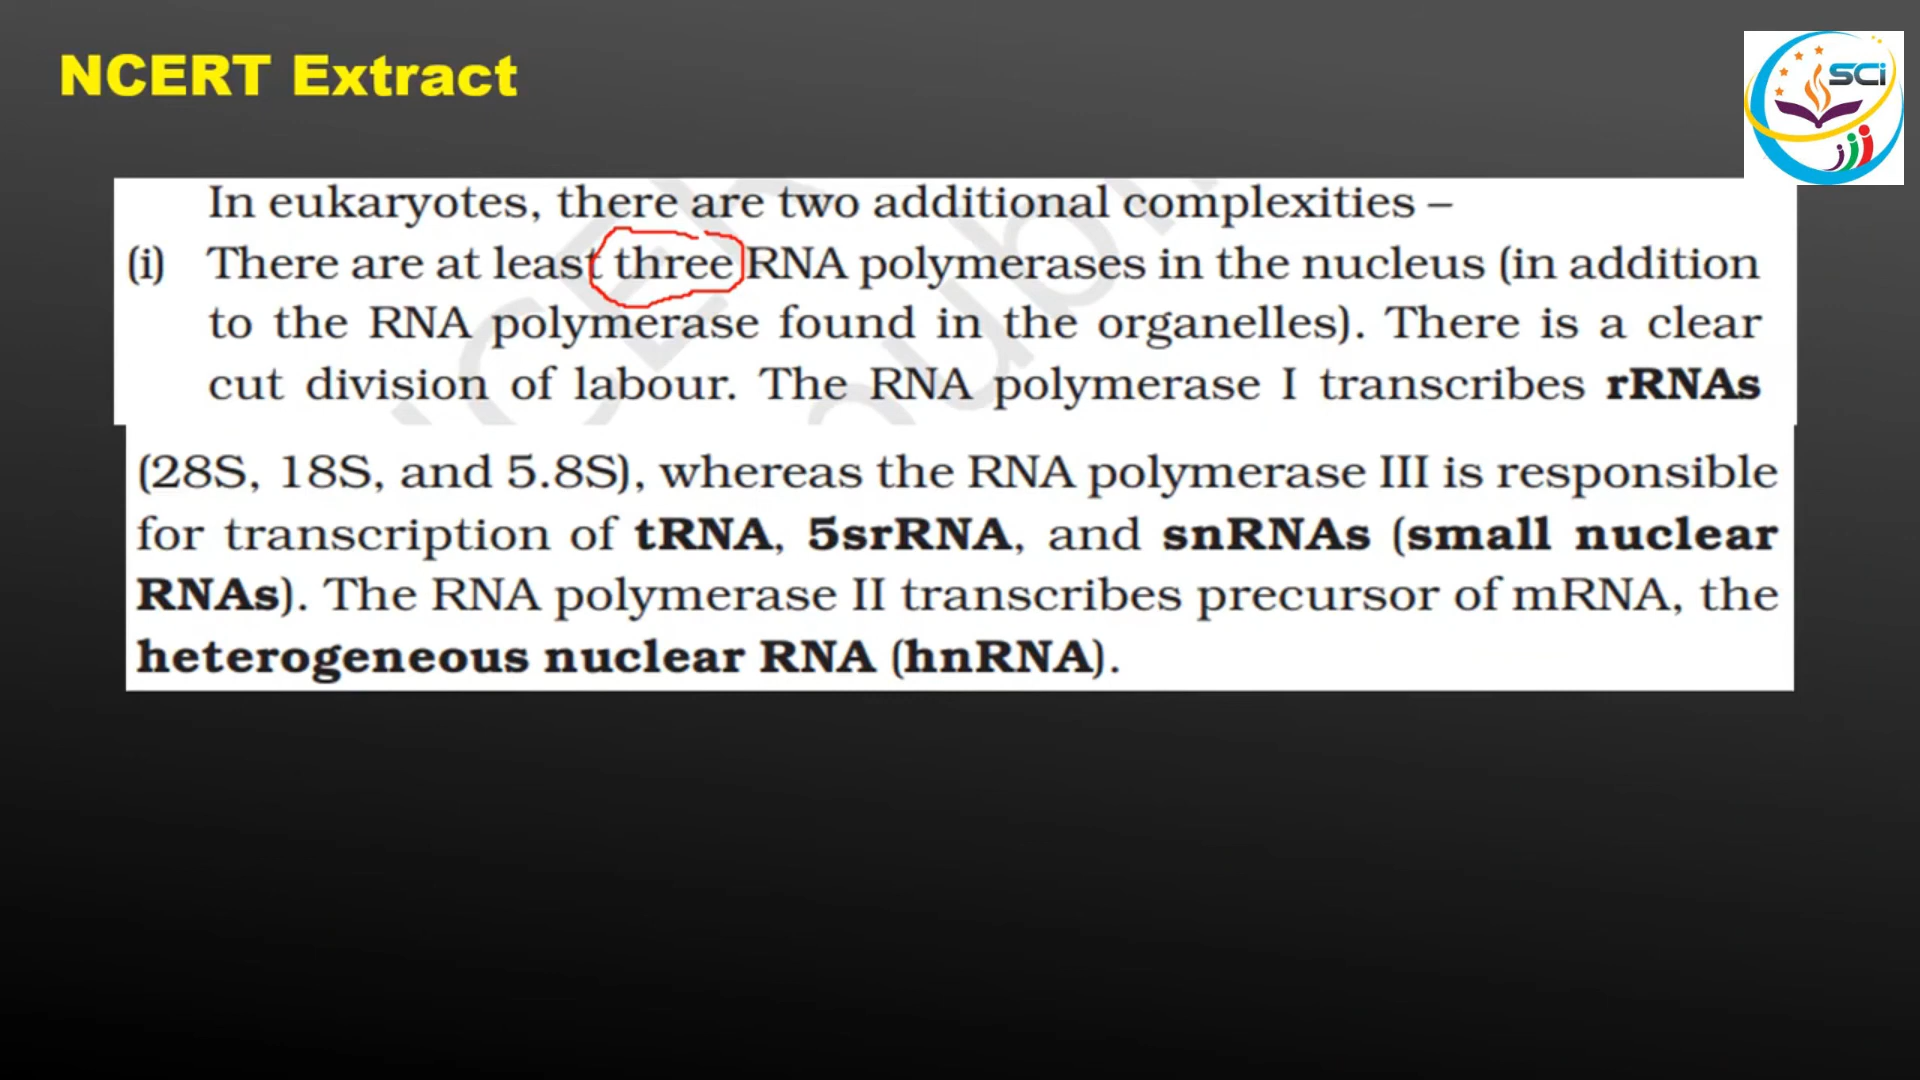 NCERT Extract
SCi
In eukaryotes, there are two additional complexities –
(i) There are at least three RNA polymerases in the nucleus (in addition
to the RNA polymerase found in the organelles). There is a clear
cut division of labour. The RNA polymerase I transcribes rRNAs
(28S, 18S, and 5.8S), whereas the RNA polymerase III is responsible
for transcription of tRNA, 5srRNA, and snRNAs (small nuclear
RNAs). The RNA polymerase II transcribes precursor of mRNA, the
heterogeneous nuclear RNA (hnRNA).